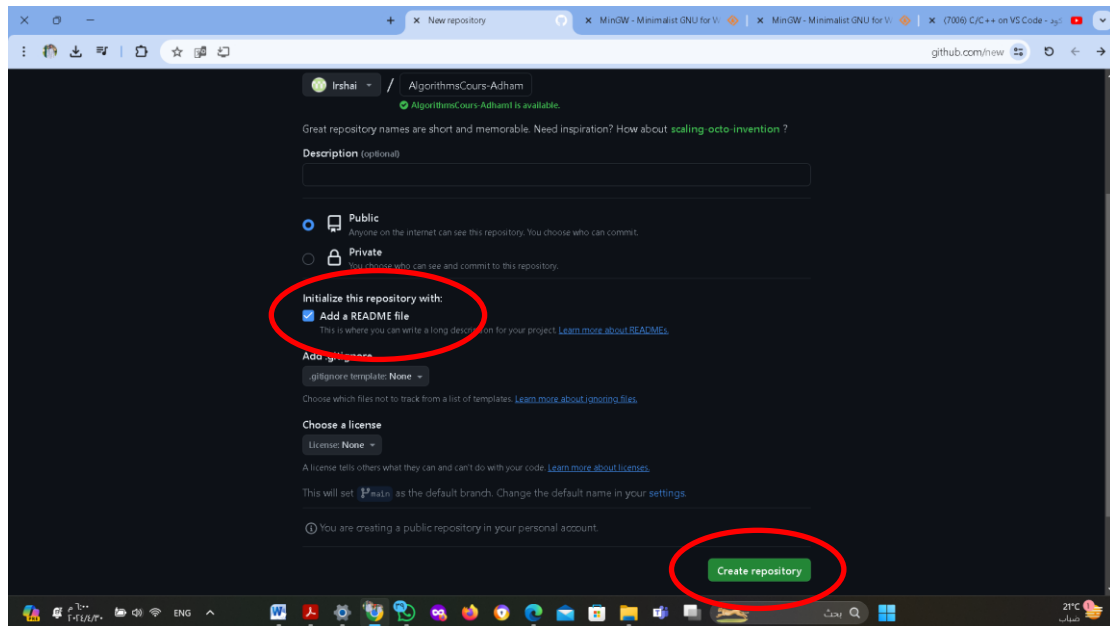 New repository
MinGW - Minimalist GNU for W
MinGW - Minimalist GNU for W
(7006) C/C++ on VS Code -
github.com/new
Irshai / AlgorithmsCours-Adham
AlgorithmsCours-Adham1 is available.
Great repository names are short and memorable. Need inspiration? How about scaling-octo-invention ?
Description (optional)
Public
Anyone on the internet can see this repository. You choose who can commit.
Private
You choose who can see and commit to this repository.
Initialize this repository with:
Add a README file
This is where you can write a long description for your project. Learn more about READMEs.
Add .gitignore
.gitignore template: None
Choose which files not to track from a list of templates. Learn more about ignoring files.
Choose a license
License: None
A license tells others what they can and can't do with your code. Learn more about licenses.
This will set main as the default branch. Change the default name in your settings.
You are creating a public repository in your personal account.
Create repository
ENG
بحث
21°C
ضباب